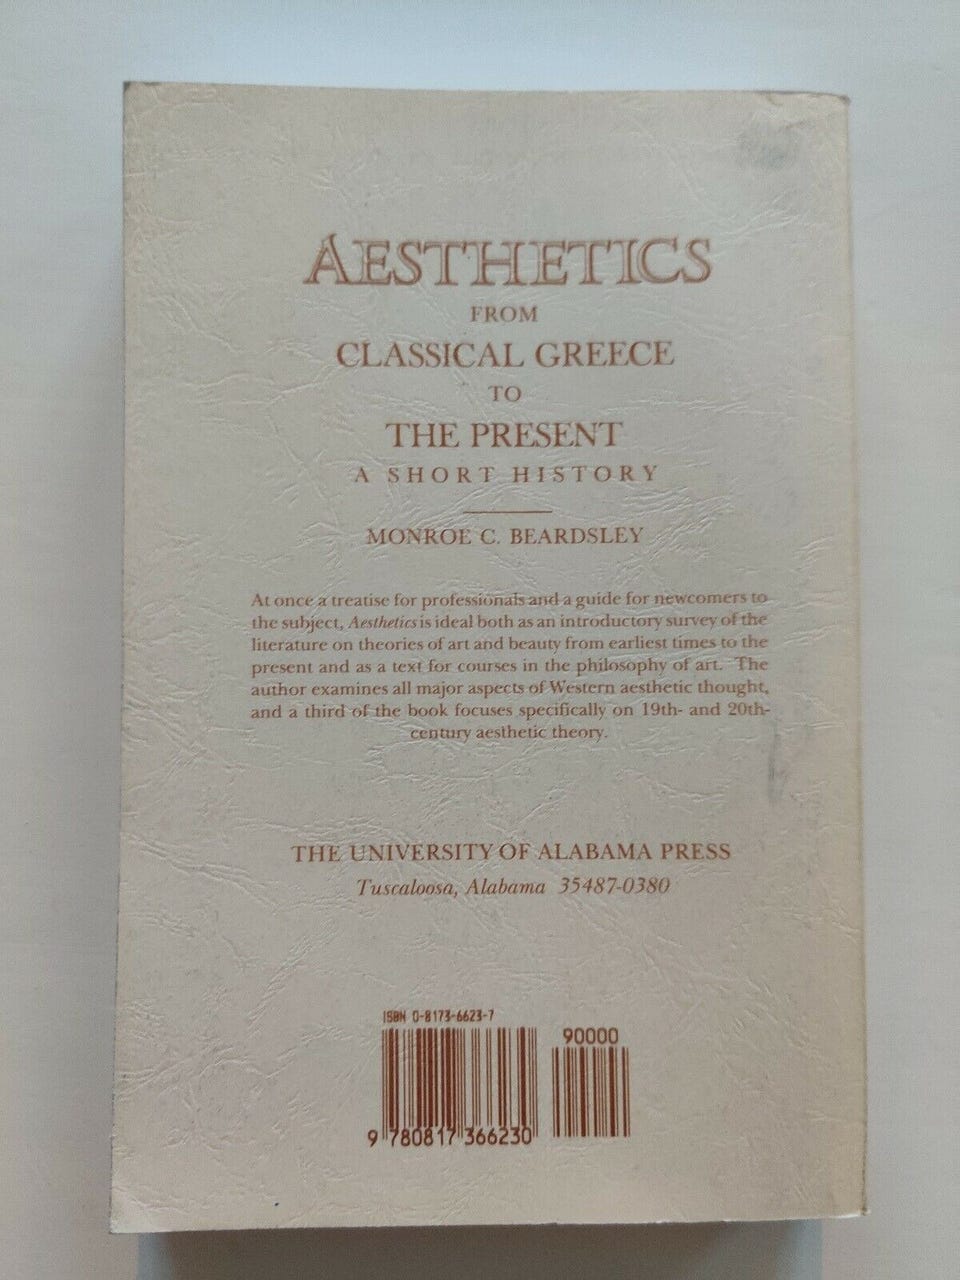 AESTHETICS
FROM
CLASSICAL GREECE
TO
THE PRESENT
A SHORT HISTORY
MONROE C. BEARDSLEY
At once a treatise for professionals and a guide for newcomers to
the subject, Aesthetics is ideal both as an introductory survey of the
literature on theories of art and beauty from earliest times to the
present and as a text for courses in the philosophy of art. The
author examines all major aspects of Western aesthetic thought,
and a third of the book focuses specifically on 19th- and 20th-
century aesthetic theory.
THE UNIVERSITY OF ALABAMA PRESS
Tuscaloosa, Alabama 35487-0380
ISBN 0-8173-6623-7
90000
9 780817 366230